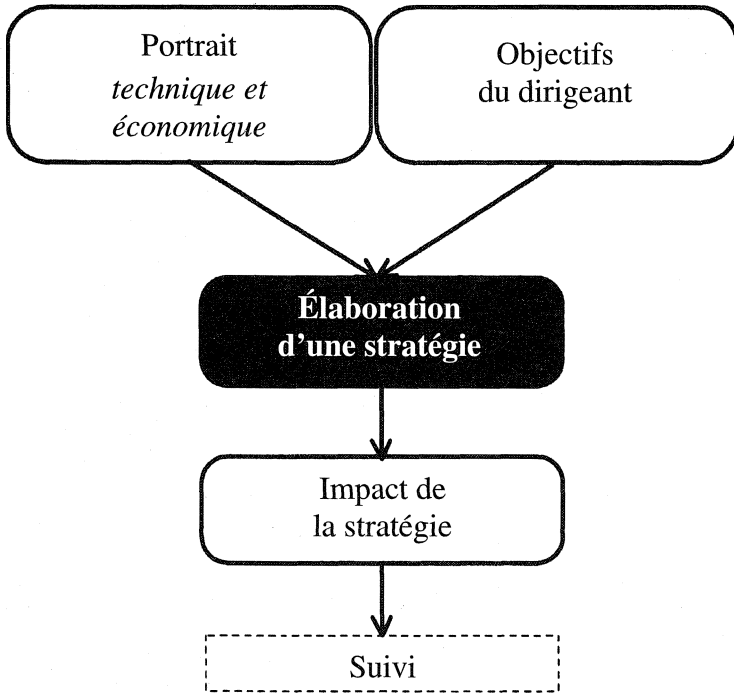 Portrait
technique et
économique
Objectifs
du dirigeant
Élaboration
d'une stratégie
Impact de
la stratégie
Suivi